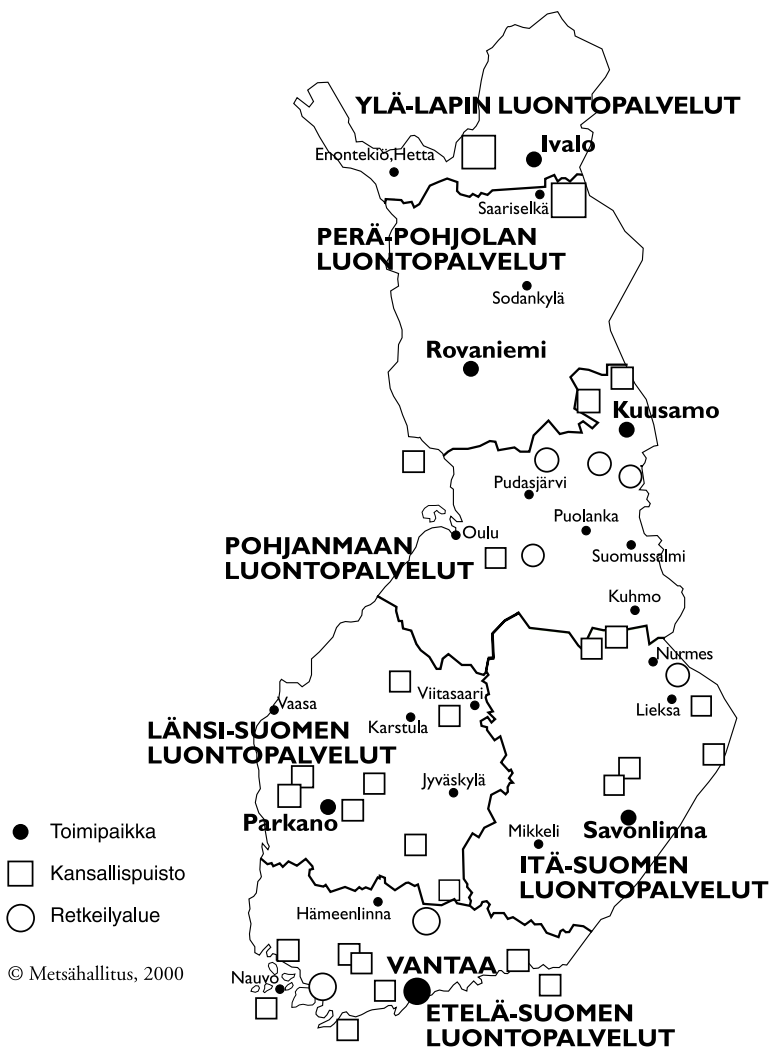 YLÄ-LAPIN LUONTOPALVELUT
Ivalo
Enontekiö,Hetta
Saariselkä
PERÄ-POHJOLAN
LUONTOPALVELUT
Sodankylä
Rovaniemi
Kuusamo
Pudasjärvi
Puolanka
Oulu
Suomussalmi
POHJANMAAN
LUONTOPALVELUT
Kuhmo
Nurmes
Vaasa
Viitasaari
Lieksa
Karstula
LÄNSI-SUOMEN
LUONTOPALVELUT
Jyväskylä
Parkano
Mikkeli
Savonlinna
ITÄ-SUOMEN
LUONTOPALVELUT
Toimipaikka
Kansallispuisto
Retkeilyalue
Hämeenlinna
© Metsähallitus, 2000
Nauvo
VANTAA
ETELÄ-SUOMEN
LUONTOPALVELUT